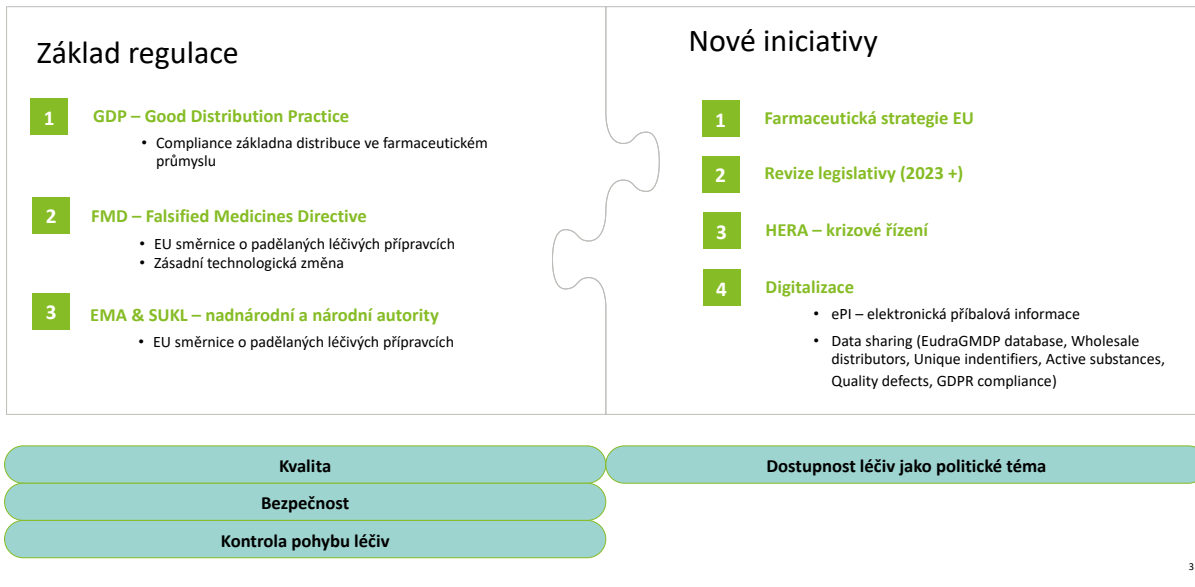 Základ regulace
1
GDP – Good Distribution Practice
• Compliance základna distribuce ve farmaceutickém
průmyslu
2
FMD – Falsified Medicines Directive
• EU směrnice o padělaných léčivých přípravcích
• Zásadní technologická změna
3
EMA & SUKL – nadnárodní a národní autority
• EU směrnice o padělaných léčivých přípravcích
Nové iniciativy
1
Farmaceutická strategie EU
2
Revize legislativy (2023 +)
3
HERA – krizové řízení
4
Digitalizace
• ePI – elektronická příbalová informace
• Data sharing (EudraGMDP database, Wholesale
distributors, Unique indentifiers, Active substances,
Quality defects, GDPR compliance)
Kvalita
Bezpečnost
Kontrola pohybu léčiv
Dostupnost léčiv jako politické téma
3